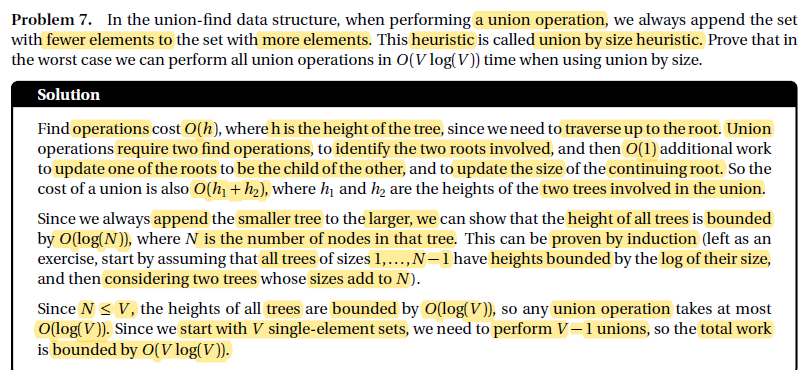 Problem 7. In the union-find data structure, when performing a union operation, we always append the set
with fewer elements to the set with more elements. This heuristic is called union by size heuristic. Prove that in
the worst case we can perform all union operations in O(V log(V)) time when using union by size.
Solution
Find operations cost O(h), where h is the height of the tree, since we need to traverse up to the root. Union
operations require two find operations, to identify the two roots involved, and then O(1) additional work
to update one of the roots to be the child of the other, and to update the size of the continuing root. So the
cost of a union is also O(h₁ + h₂), where h₁ and h₂ are the heights of the two trees involved in the union.
Since we always append the smaller tree to the larger, we can show that the height of all trees is bounded
by O(log(N)), where N is the number of nodes in that tree. This can be proven by induction (left as an
exercise, start by assuming that all trees of sizes 1,...,N−1 have heights bounded by the log of their size,
and then considering two trees whose sizes add to N).
Since N ≤ V, the heights of all trees are bounded by O(log(V)), so any union operation takes at most
O(log(V)). Since we start with V single-element sets, we need to perform V − 1 unions, so the total work
is bounded by O(V log(V)).